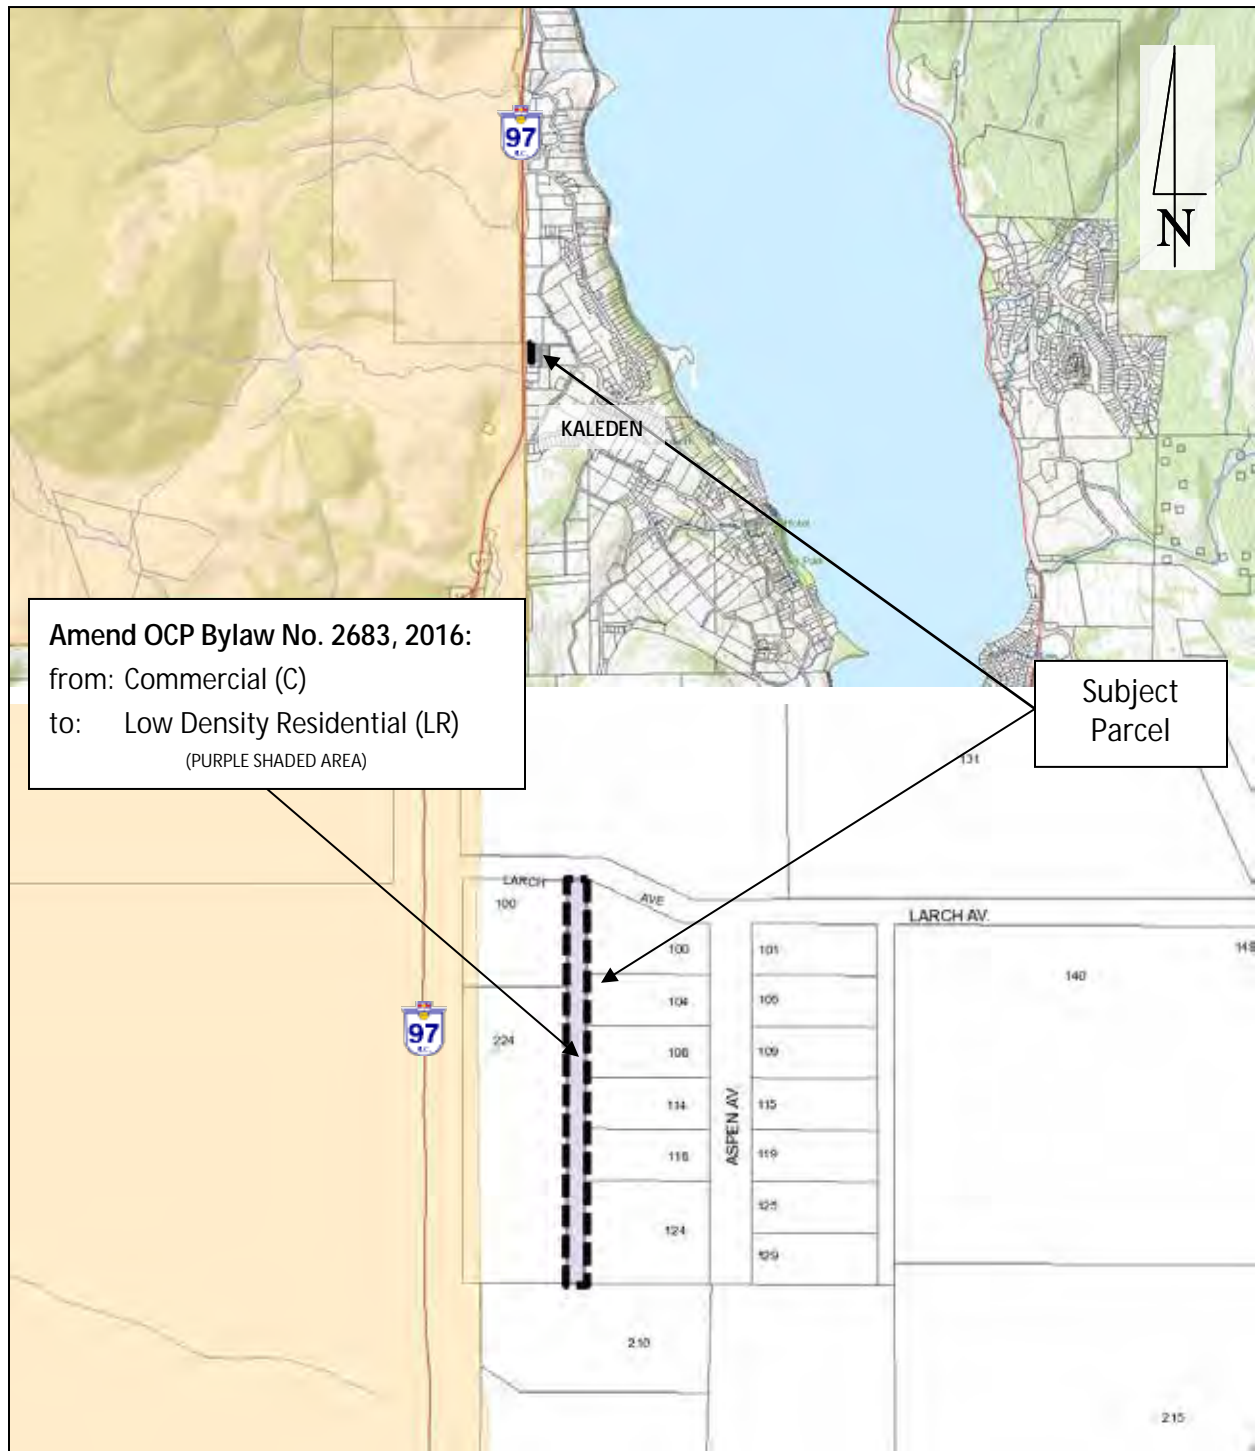 97
B.C.
N
KALEDEN
Hotel
Amend OCP Bylaw No. 2683, 2016:
from: Commercial (C)
to: Low Density Residential (LR)
(PURPLE SHADED AREA)
Subject
Parcel
131
LARCH
AVE
100
LARCH AV.
100
101
148
140
104
105
97
B.C.
224
108
109
114
115
ASPEN AV
118
119
125
124
129
210
215